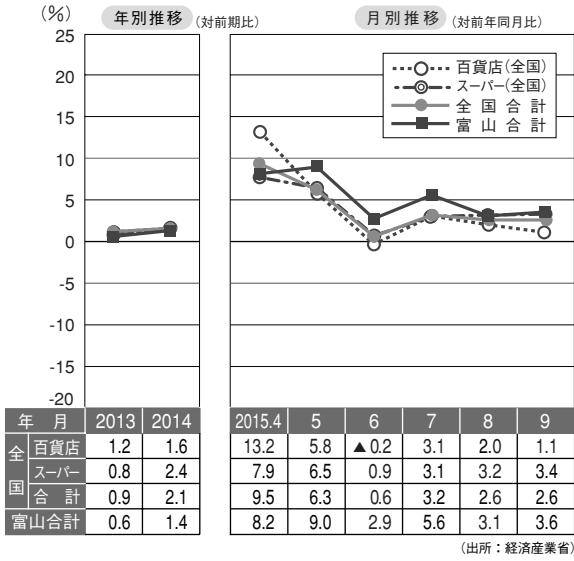 (％) 年別推移 (対前期比) 月別推移 (対前年同月比)
25
20
15
10
5
0
-5
-10
-15
-20
百貨店(全国)
スーパー(全国)
全国合計
富山合計
年 月 2013 2014 2015.4 5 6 7 8 9
全国 百貨店 1.2 1.6 13.2 5.8 ▲0.2 3.1 2.0 1.1
スーパー 0.8 2.4 7.9 6.5 0.9 3.1 3.2 3.4
合計 0.9 2.1 9.5 6.3 0.6 3.2 2.6 2.6
富山合計 0.6 1.4 8.2 9.0 2.9 5.6 3.1 3.6
(出所：経済産業省)